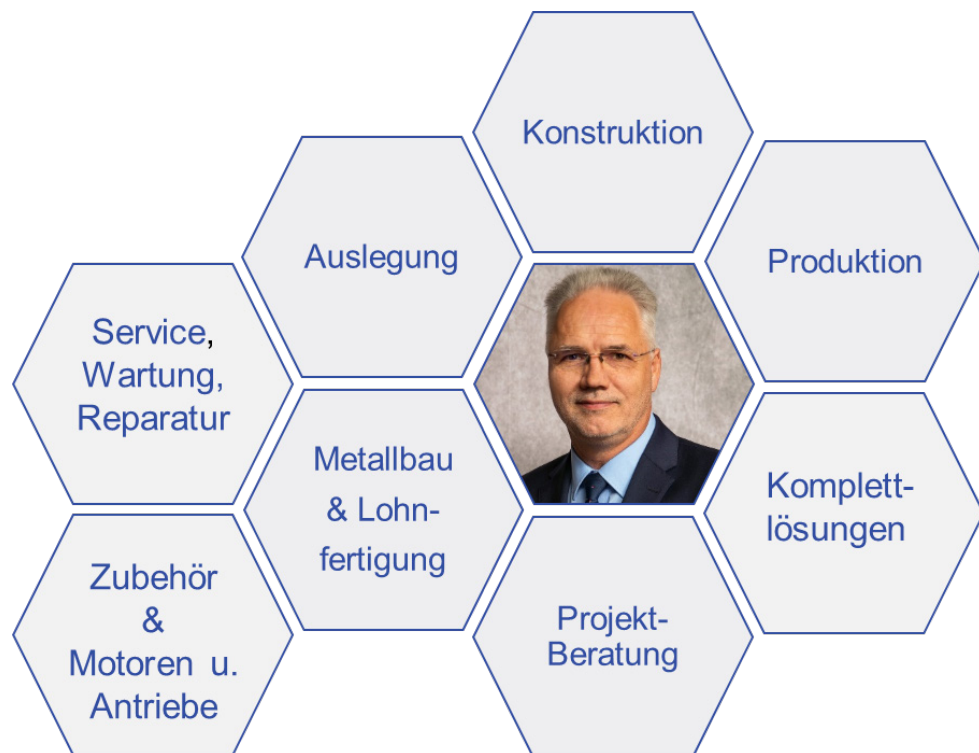 Konstruktion
Auslegung
Produktion
Service,
Wartung,
Reparatur
Metallbau
& Lohn-
fertigung
Komplett-
lösungen
Zubehör
&
Motoren u.
Antriebe
Projekt-
Beratung